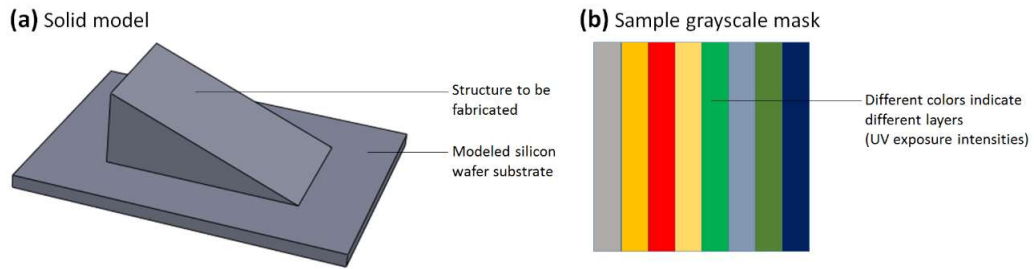 (a) Solid model
Structure to be
fabricated
Modeled silicon
wafer substrate
(b) Sample grayscale mask
Different colors indicate
different layers
(UV exposure intensities)